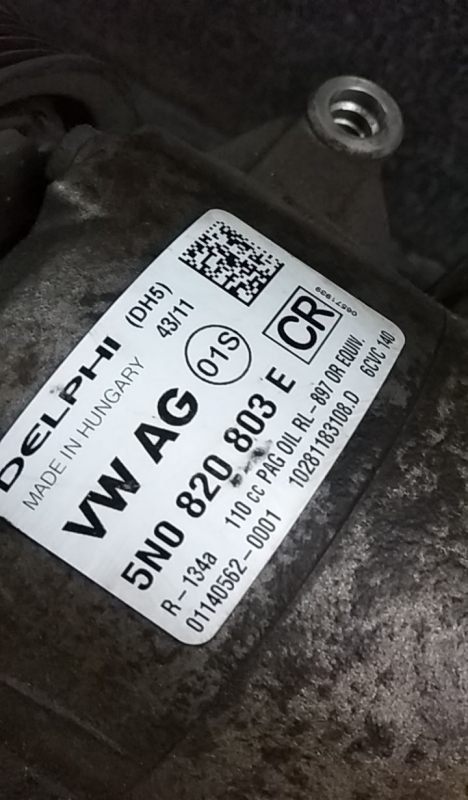 DELPHI (DH5)
MADE IN HUNGARY 43/11
VW AG 01S CR
5N0 820 803 E
R-134a 110 cc PAG OIL RL-897 OR EQUIV.
01140562-0001 10281183108.D 6CVC 140